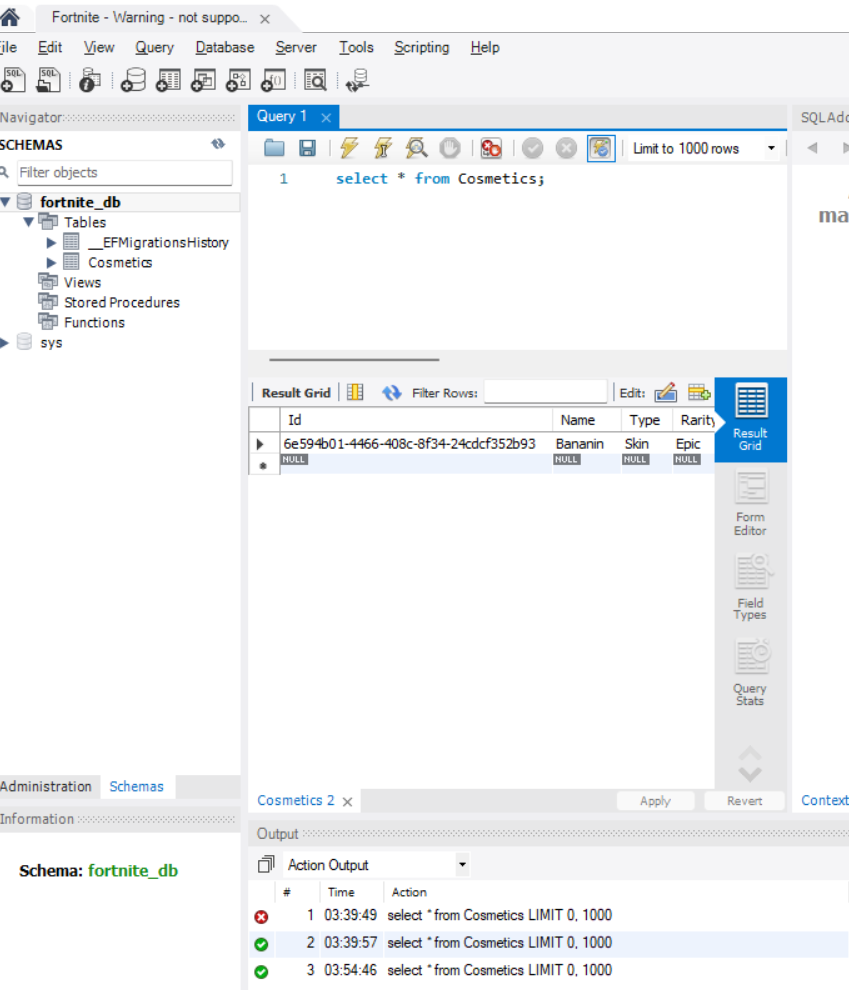 Fortnite - Warning - not suppo...
File Edit View Query Database Server Tools Scripting Help
Navigator
SCHEMAS
Filter objects
fortnite_db
Tables
__EFMigrationsHistory
Cosmetics
Views
Stored Procedures
Functions
sys
Administration Schemas
Information
Schema: fortnite_db
Query 1
Limit to 1000 rows
1 select * from Cosmetics;
Result Grid Filter Rows: Edit:
Id Name Type Rarity
6e594b01-4466-408c-8f34-24cdcf352b93 Bananin Skin Epic
NULL NULL NULL NULL
Result
Grid
Form
Editor
Field
Types
Query
Stats
Cosmetics 2 Apply Revert
Output
Action Output
# Time Action
1 03:39:49 select * from Cosmetics LIMIT 0, 1000
2 03:39:57 select * from Cosmetics LIMIT 0, 1000
3 03:54:46 select * from Cosmetics LIMIT 0, 1000
SQLAdd
ma
Context